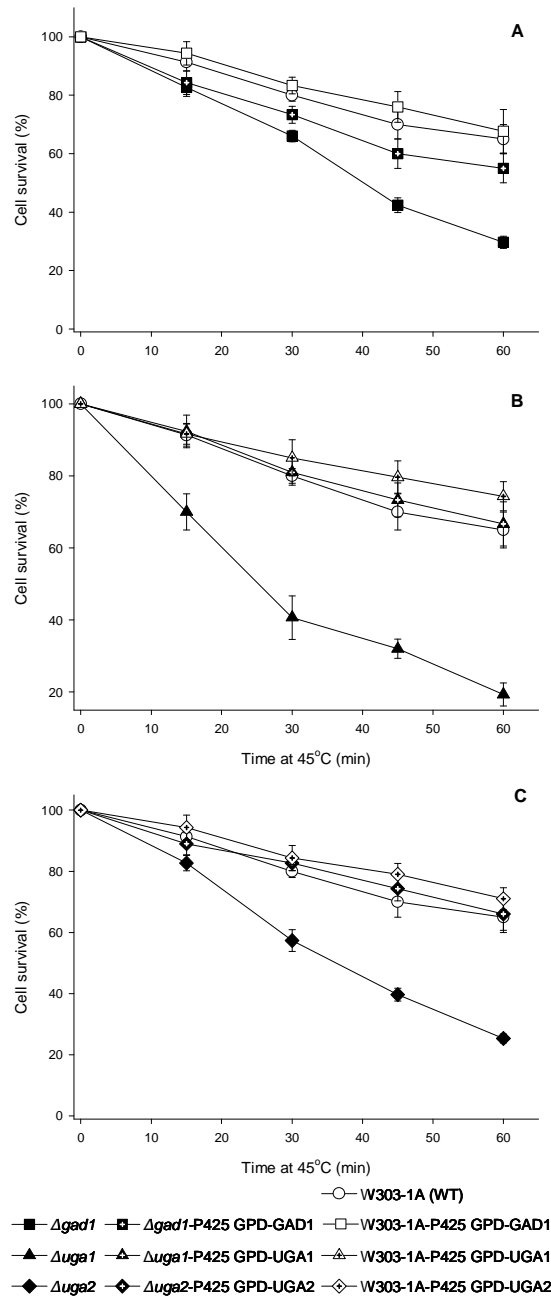 A
100
80
60
40
20
0
Cell survival (%)
0 10 20 30 40 50 60
B
100
80
60
40
20
Cell survival (%)
0 10 20 30 40 50 60
Time at 45°C (min)
C
100
80
60
40
20
0
Cell survival (%)
0 10 20 30 40 50 60
Time at 45°C (min)
W303-1A (WT)
Δgad1 Δgad1-P425 GPD-GAD1 W303-1A-P425 GPD-GAD1
Δuga1 Δuga1-P425 GPD-UGA1 W303-1A-P425 GPD-UGA1
Δuga2 Δuga2-P425 GPD-UGA2 W303-1A-P425 GPD-UGA2